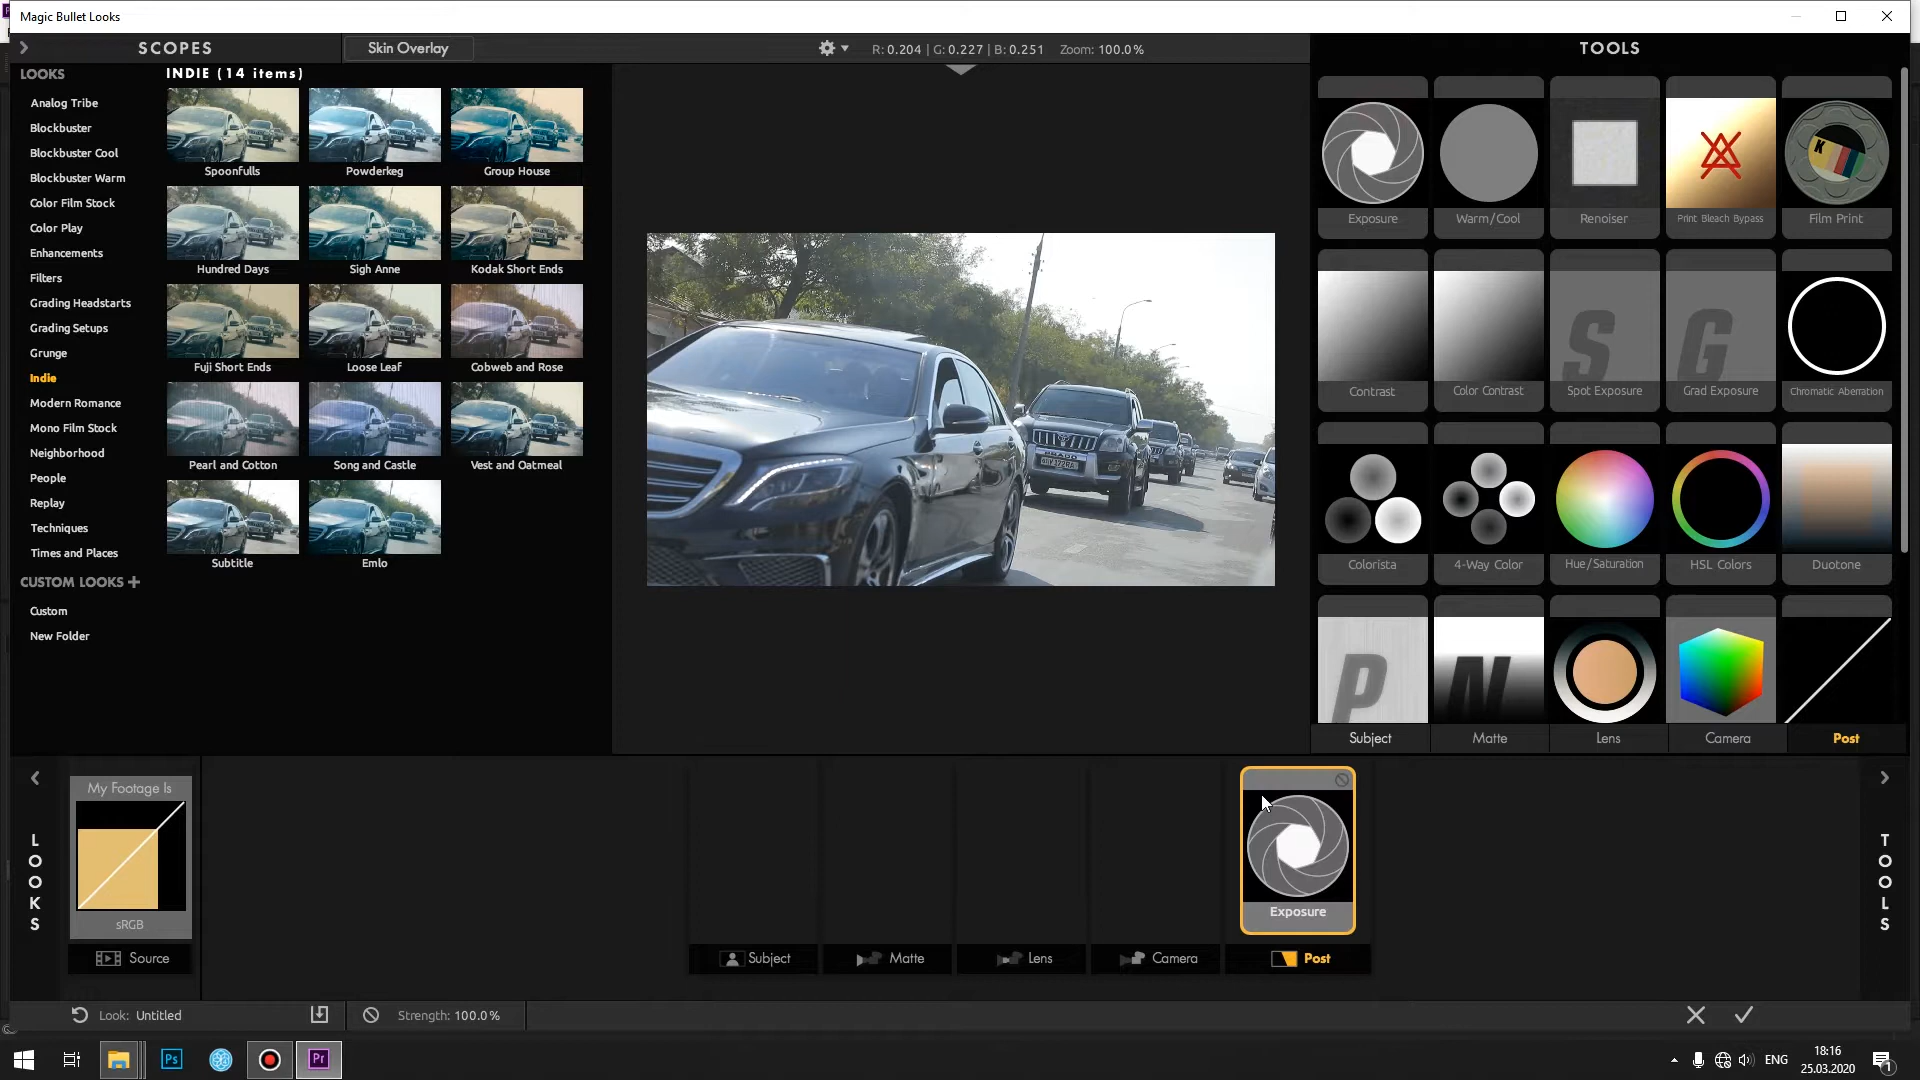 Magic Bullet Looks
SCOPES
Skin Overlay
R: 0.204 | G: 0.227 | B: 0.251 Zoom: 100.0%
TOOLS
LOOKS
Analog Tribe
Blockbuster
Blockbuster Cool
Blockbuster Warm
Color Film Stock
Color Play
Enhancements
Filters
Grading Headstarts
Grading Setups
Grunge
Indie
Modern Romance
Mono Film Stock
Neighborhood
People
Replay
Techniques
Times and Places
CUSTOM LOOKS +
Custom
New Folder
INDIE (14 items)
Spoonfulls
Powderkeg
Group House
Hundred Days
Sigh Anne
Kodak Short Ends
Fuji Short Ends
Loose Leaf
Cobweb and Rose
Pearl and Cotton
Song and Castle
Vest and Oatmeal
Subtitle
Emlo
K
Exposure
Warm/Cool
Renoiser
Print Bleach Bypass
Film Print
S
G
Contrast
Color Contrast
Spot Exposure
Grad Exposure
Chromatic Aberration
Colorista
4-Way Color
Hue/Saturation
HSL Colors
Duotone
P
N
Subject
Matte
Lens
Camera
Post
LOOKS
My Footage Is
sRGB
Source
Exposure
Subject
Matte
Lens
Camera
Post
TOOLS
Look: Untitled
Strength: 100.0%
Ps
Pr
ENG
18:16
25.03.2020
1